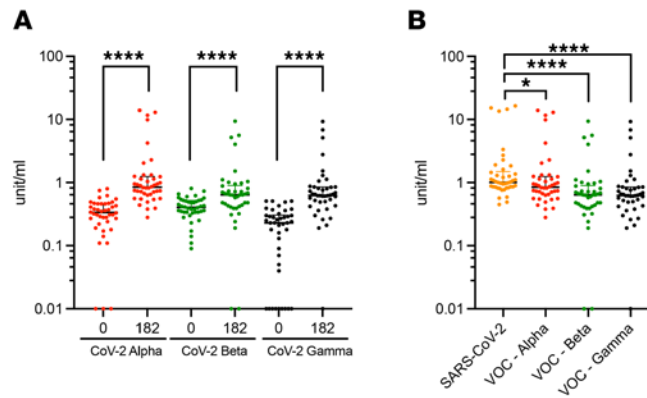 A
**** **** ****
unit/ml
100
10
1
0.1
0.01
0 182 0 182 0 182
CoV-2 Alpha CoV-2 Beta CoV-2 Gamma
B
****
****
*
unit/ml
100
10
1
0.1
0.01
SARS-CoV-2
VOC - Alpha
VOC - Beta
VOC - Gamma